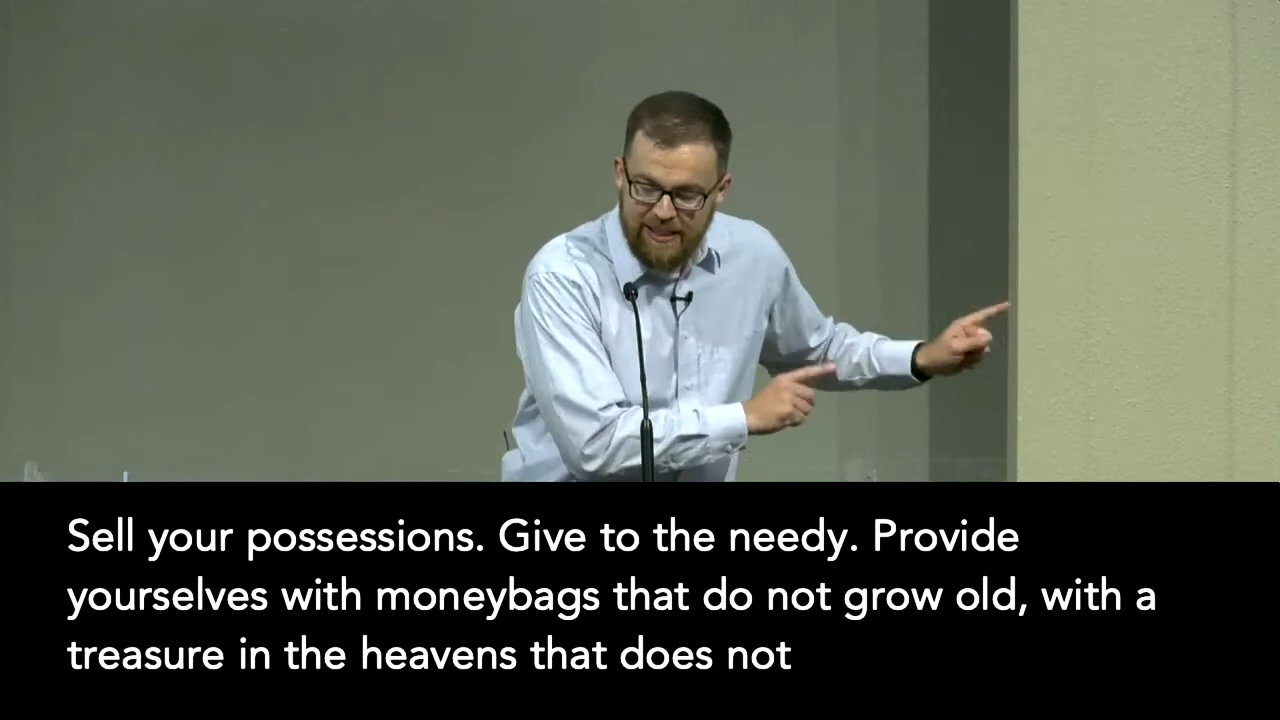 Sell your possessions. Give to the needy. Provide
yourselves with moneybags that do not grow old, with a
treasure in the heavens that does not